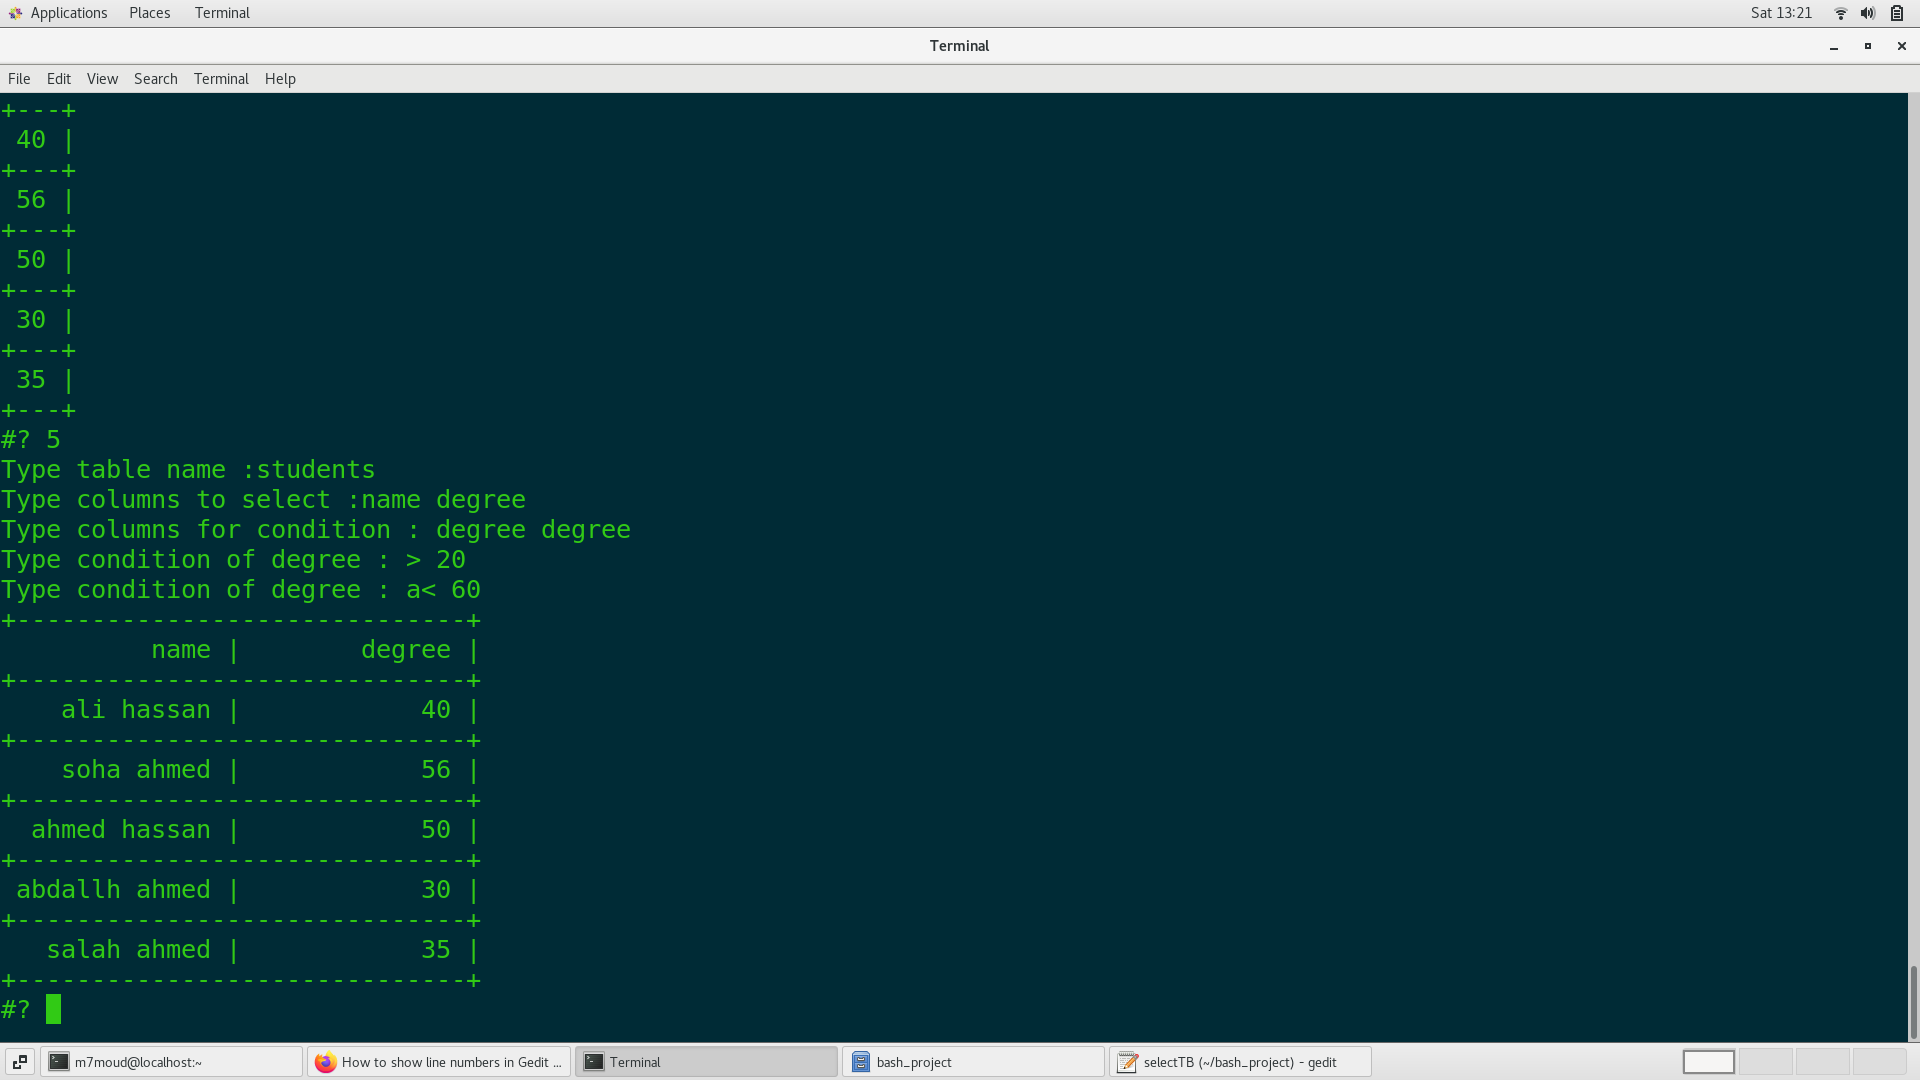 Applications Places Terminal Sat 13:21
Terminal
File Edit View Search Terminal Help
+---+
 40 |
+---+
 56 |
+---+
 50 |
+---+
 30 |
+---+
 35 |
+---+
#? 5
Type table name :students
Type columns to select :name degree
Type columns for condition : degree degree
Type condition of degree : > 20
Type condition of degree : a< 60
+------------------------------+
          name |        degree |
+------------------------------+
    ali hassan |            40 |
+------------------------------+
    soha ahmed |            56 |
+------------------------------+
  ahmed hassan |            50 |
+------------------------------+
 abdallh ahmed |            30 |
+------------------------------+
   salah ahmed |            35 |
+------------------------------+
#?
m7moud@localhost:~ How to show line numbers in Gedit ... Terminal bash_project selectTB (~/bash_project) - gedit